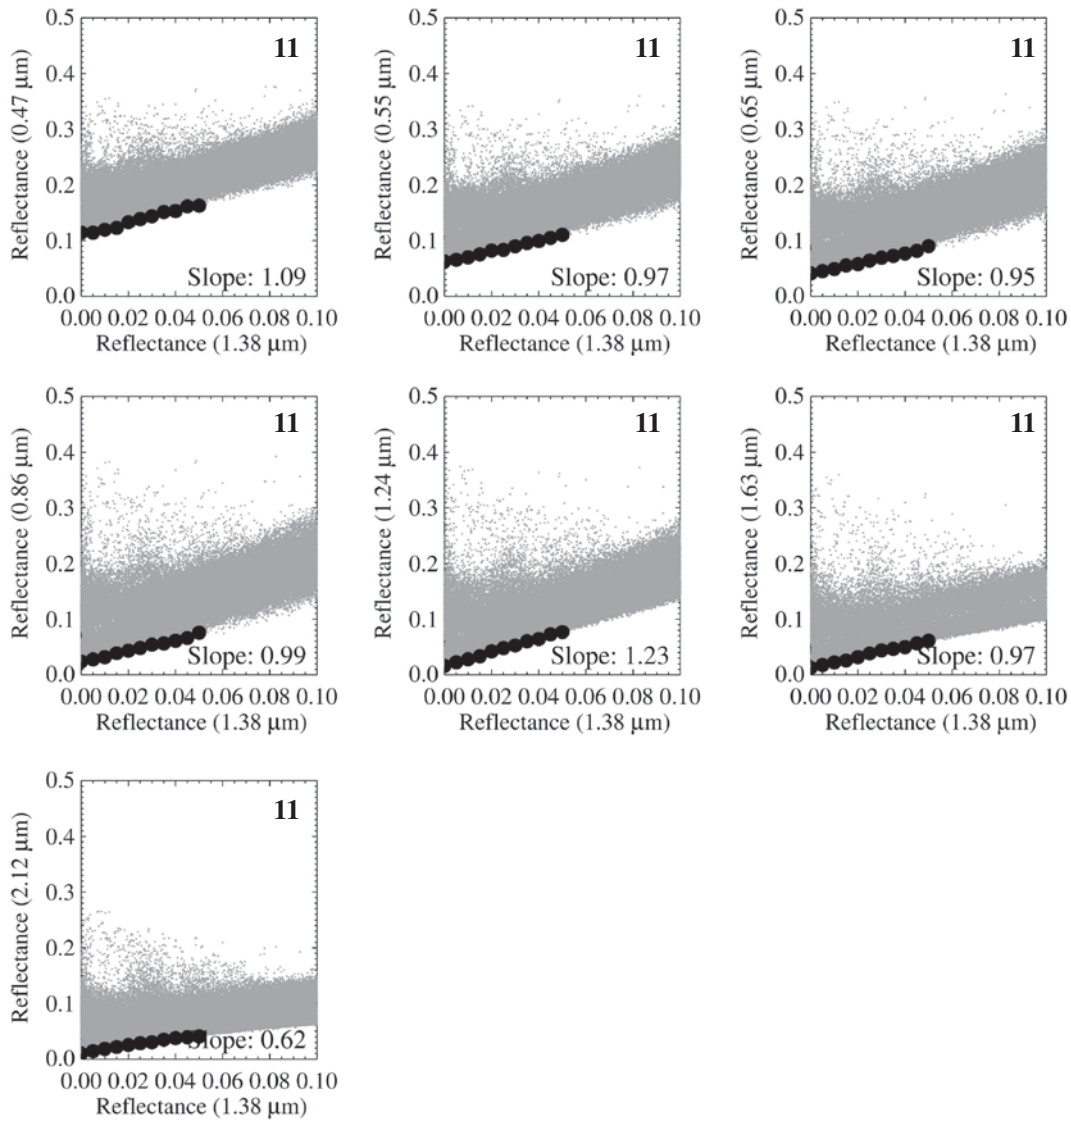 0.5
0.4
0.3
0.2
0.1
0.0
Reflectance (0.47 μm)
11
Slope: 1.09
0.00 0.02 0.04 0.06 0.08 0.10
Reflectance (1.38 μm)
0.5
0.4
0.3
0.2
0.1
0.0
Reflectance (0.55 μm)
11
Slope: 0.97
0.00 0.02 0.04 0.06 0.08 0.10
Reflectance (1.38 μm)
0.5
0.4
0.3
0.2
0.1
0.0
Reflectance (0.65 μm)
11
Slope: 0.95
0.00 0.02 0.04 0.06 0.08 0.10
Reflectance (1.38 μm)
0.5
0.4
0.3
0.2
0.1
0.0
Reflectance (0.86 μm)
11
Slope: 0.99
0.00 0.02 0.04 0.06 0.08 0.10
Reflectance (1.38 μm)
0.5
0.4
0.3
0.2
0.1
0.0
Reflectance (1.24 μm)
11
Slope: 1.23
0.00 0.02 0.04 0.06 0.08 0.10
Reflectance (1.38 μm)
0.5
0.4
0.3
0.2
0.1
0.0
Reflectance (1.63 μm)
11
Slope: 0.97
0.00 0.02 0.04 0.06 0.08 0.10
Reflectance (1.38 μm)
0.5
0.4
0.3
0.2
0.1
0.0
Reflectance (2.12 μm)
11
Slope: 0.62
0.00 0.02 0.04 0.06 0.08 0.10
Reflectance (1.38 μm)